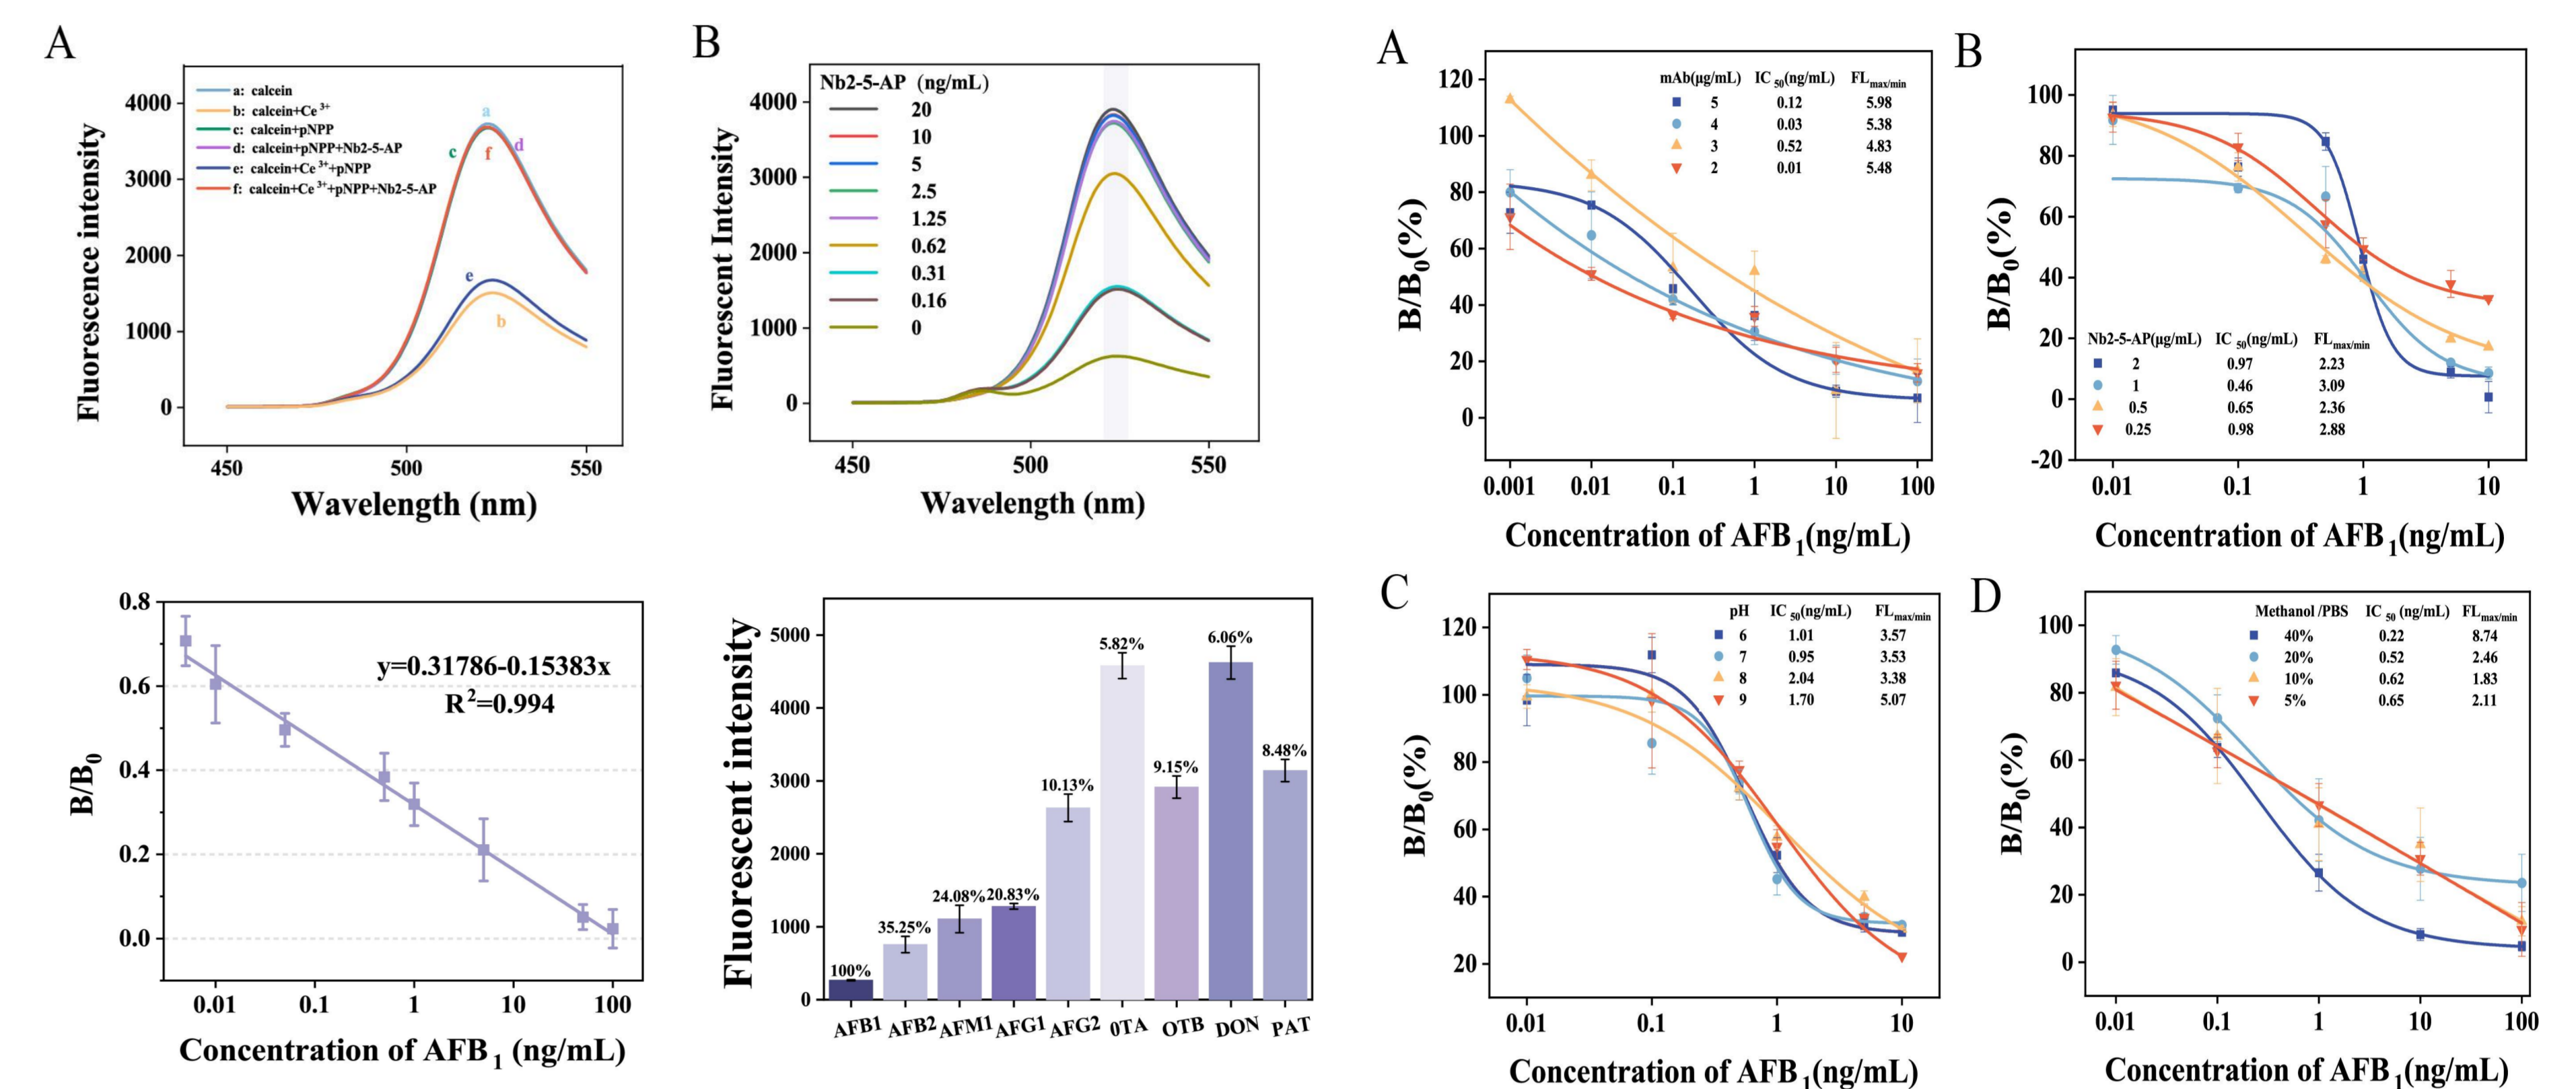 A
Fluorescence intensity
4000
3000
2000
1000
0
a: calcein
b: calcein+Ce 3+
c: calcein+pNPP
d: calcein+pNPP+Nb2-5-AP
e: calcein+Ce 3++pNPP
f: calcein+Ce 3++pNPP+Nb2-5-AP
a
c
f
d
e
b
450 500 550
Wavelength (nm)
B
Fluorescent Intensity
4000
3000
2000
1000
0
Nb2-5-AP (ng/mL)
20
10
5
2.5
1.25
0.62
0.31
0.16
0
450 500 550
Wavelength (nm)
A
B/B0(%)
120
100
80
60
40
20
0
mAb(μg/mL) IC 50(ng/mL) FLmax/min
5 0.12 5.98
4 0.03 5.38
3 0.52 4.83
2 0.01 5.48
0.001 0.01 0.1 1 10 100
Concentration of AFB 1(ng/mL)
B
B/B0(%)
100
80
60
40
20
0
-20
Nb2-5-AP(μg/mL) IC 50(ng/mL) FLmax/min
2 0.97 2.23
1 0.46 3.09
0.5 0.65 2.36
0.25 0.98 2.88
0.01 0.1 1 10
Concentration of AFB 1(ng/mL)
B/B0
0.8
0.6
0.4
0.2
0.0
y=0.31786-0.15383x
R2=0.994
0.01 0.1 1 10 100
Concentration of AFB 1 (ng/mL)
Fluorescent intensity
5000
4000
3000
2000
1000
0
100%
35.25%
24.08%
20.83%
10.13%
5.82%
9.15%
6.06%
8.48%
AFB1 AFB2 AFM1 AFG1 AFG2 0TA OTB DON PAT
C
B/B0(%)
120
100
80
60
40
20
pH IC 50(ng/mL) FLmax/min
6 1.01 3.57
7 0.95 3.53
8 2.04 3.38
9 1.70 5.07
0.01 0.1 1 10
Concentration of AFB 1(ng/mL)
D
B/B0(%)
100
80
60
40
20
0
Methanol /PBS IC 50 (ng/mL) FLmax/min
40% 0.22 8.74
20% 0.52 2.46
10% 0.62 1.83
5% 0.65 2.11
0.01 0.1 1 10 100
Concentration of AFB 1(ng/mL)